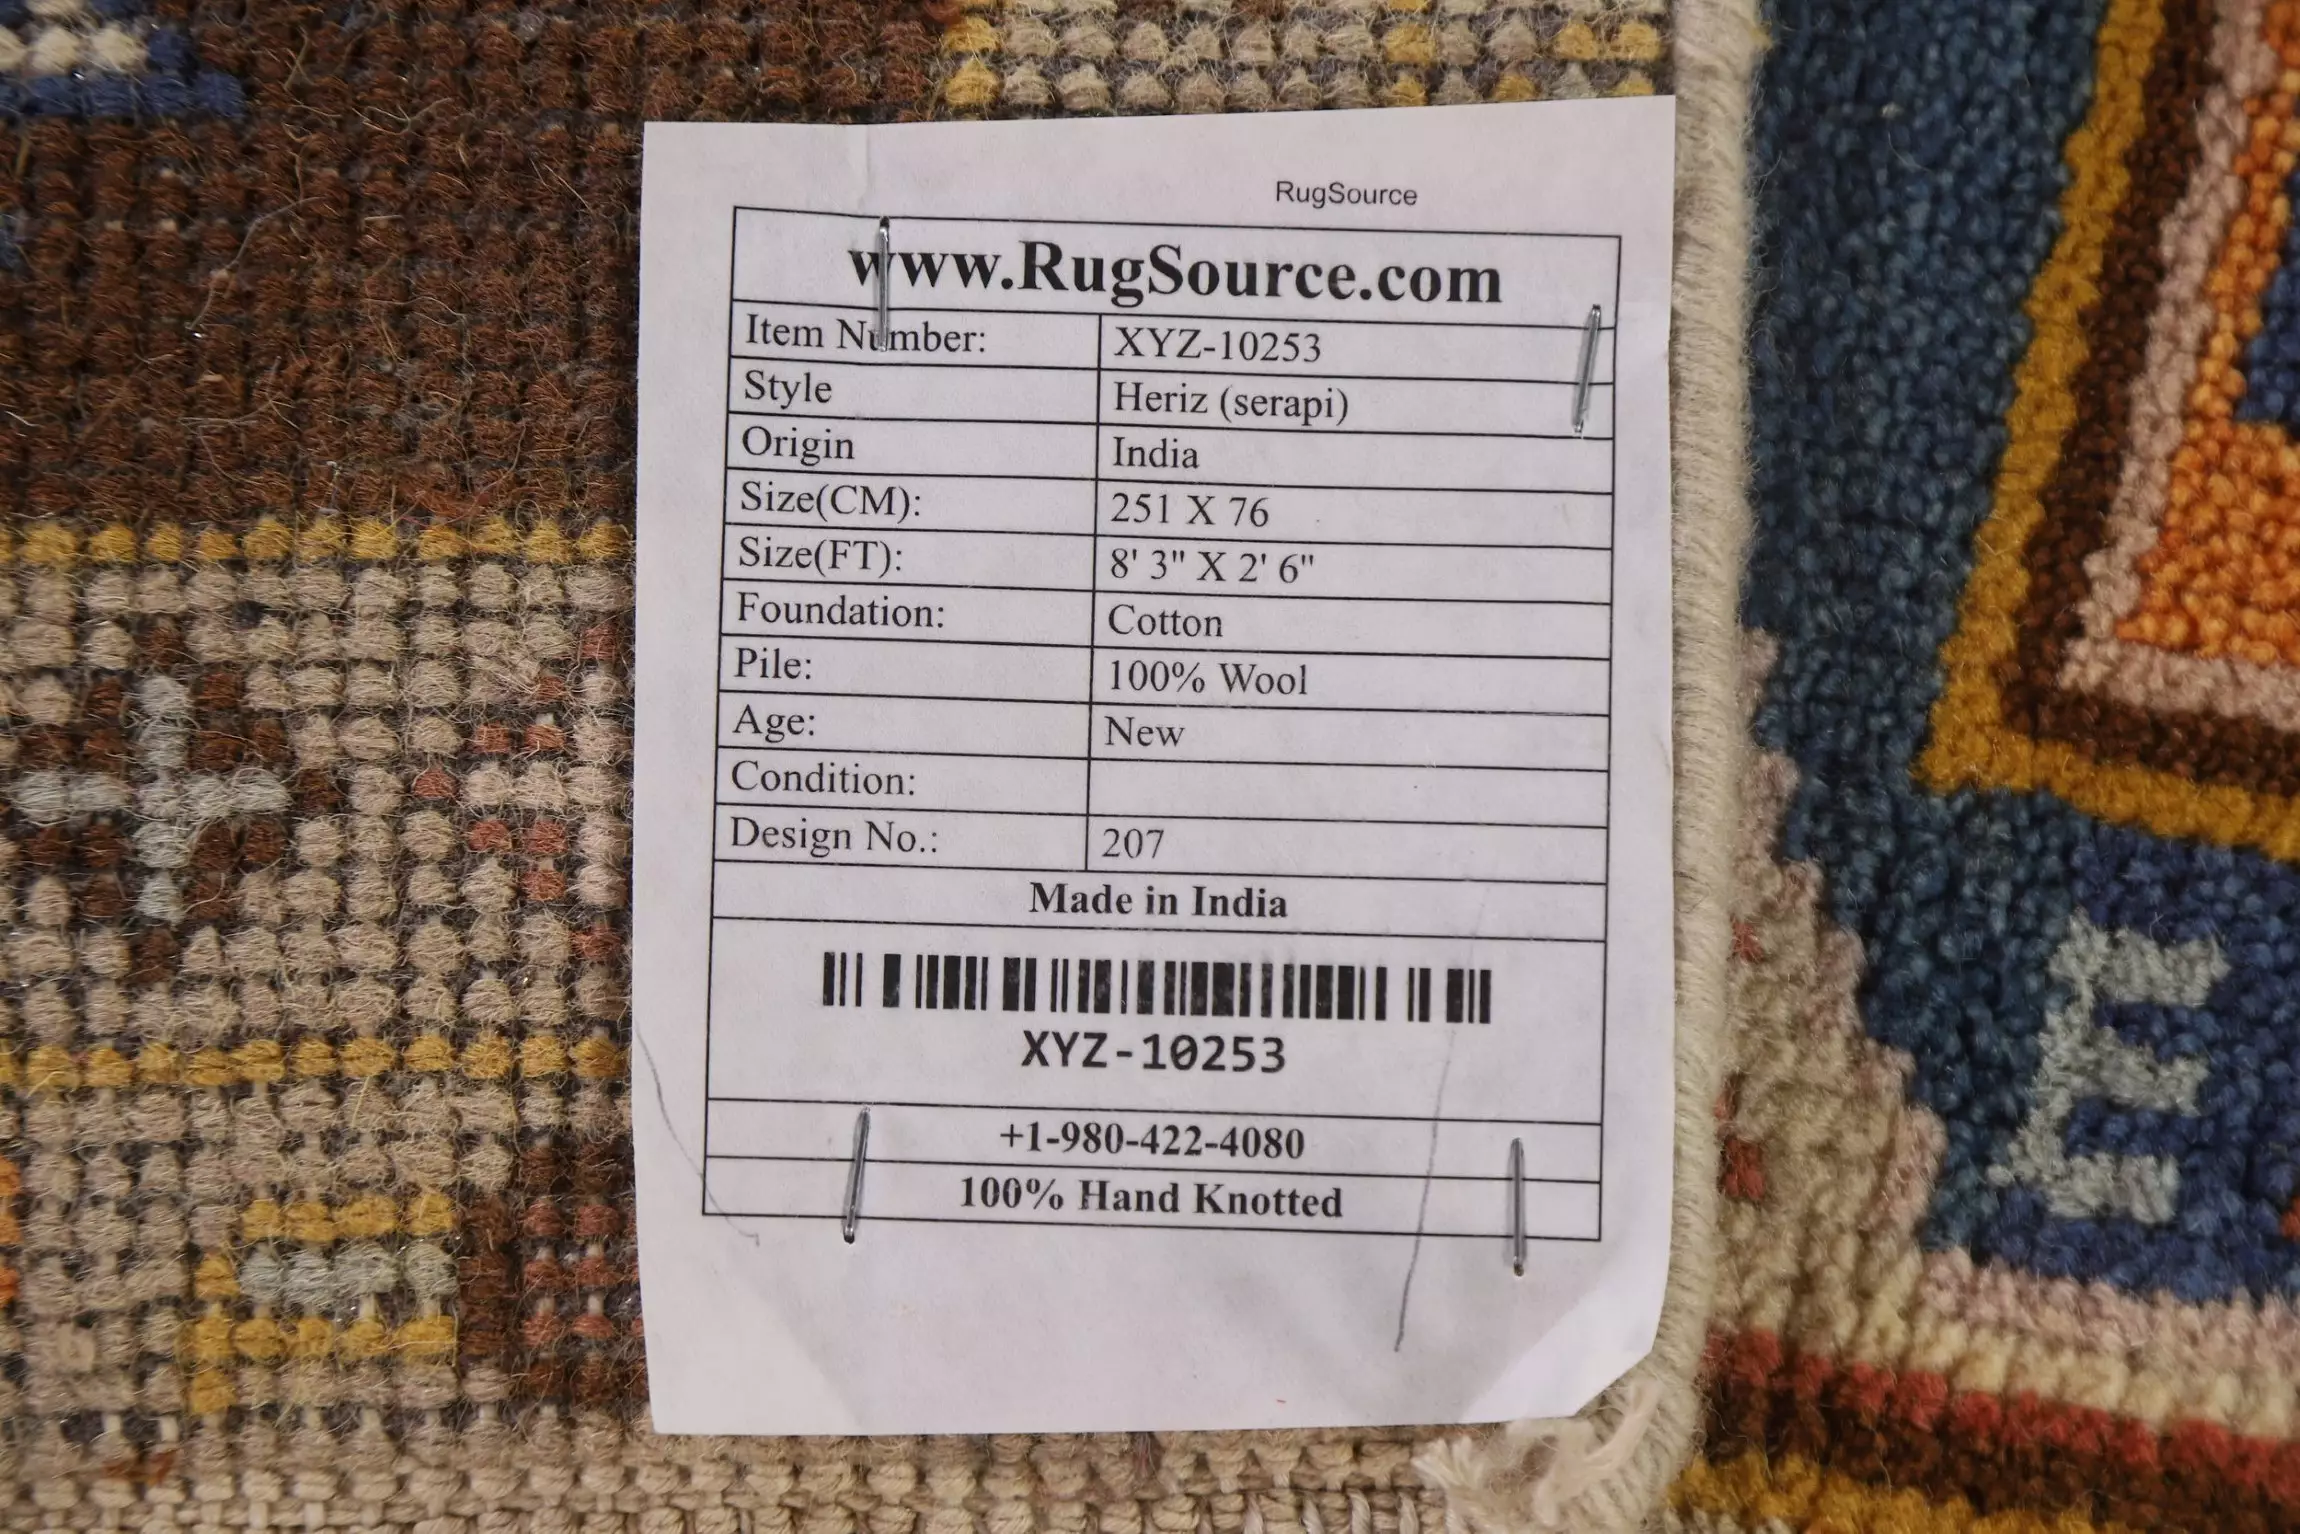 RugSource
www.RugSource.com
Item Number: XYZ-10253
Style Heriz (serapi)
Origin India
Size(CM): 251 X 76
Size(FT): 8' 3" X 2' 6"
Foundation: Cotton
Pile: 100% Wool
Age: New
Condition:
Design No.: 207
Made in India
XYZ-10253
+1-980-422-4080
100% Hand Knotted